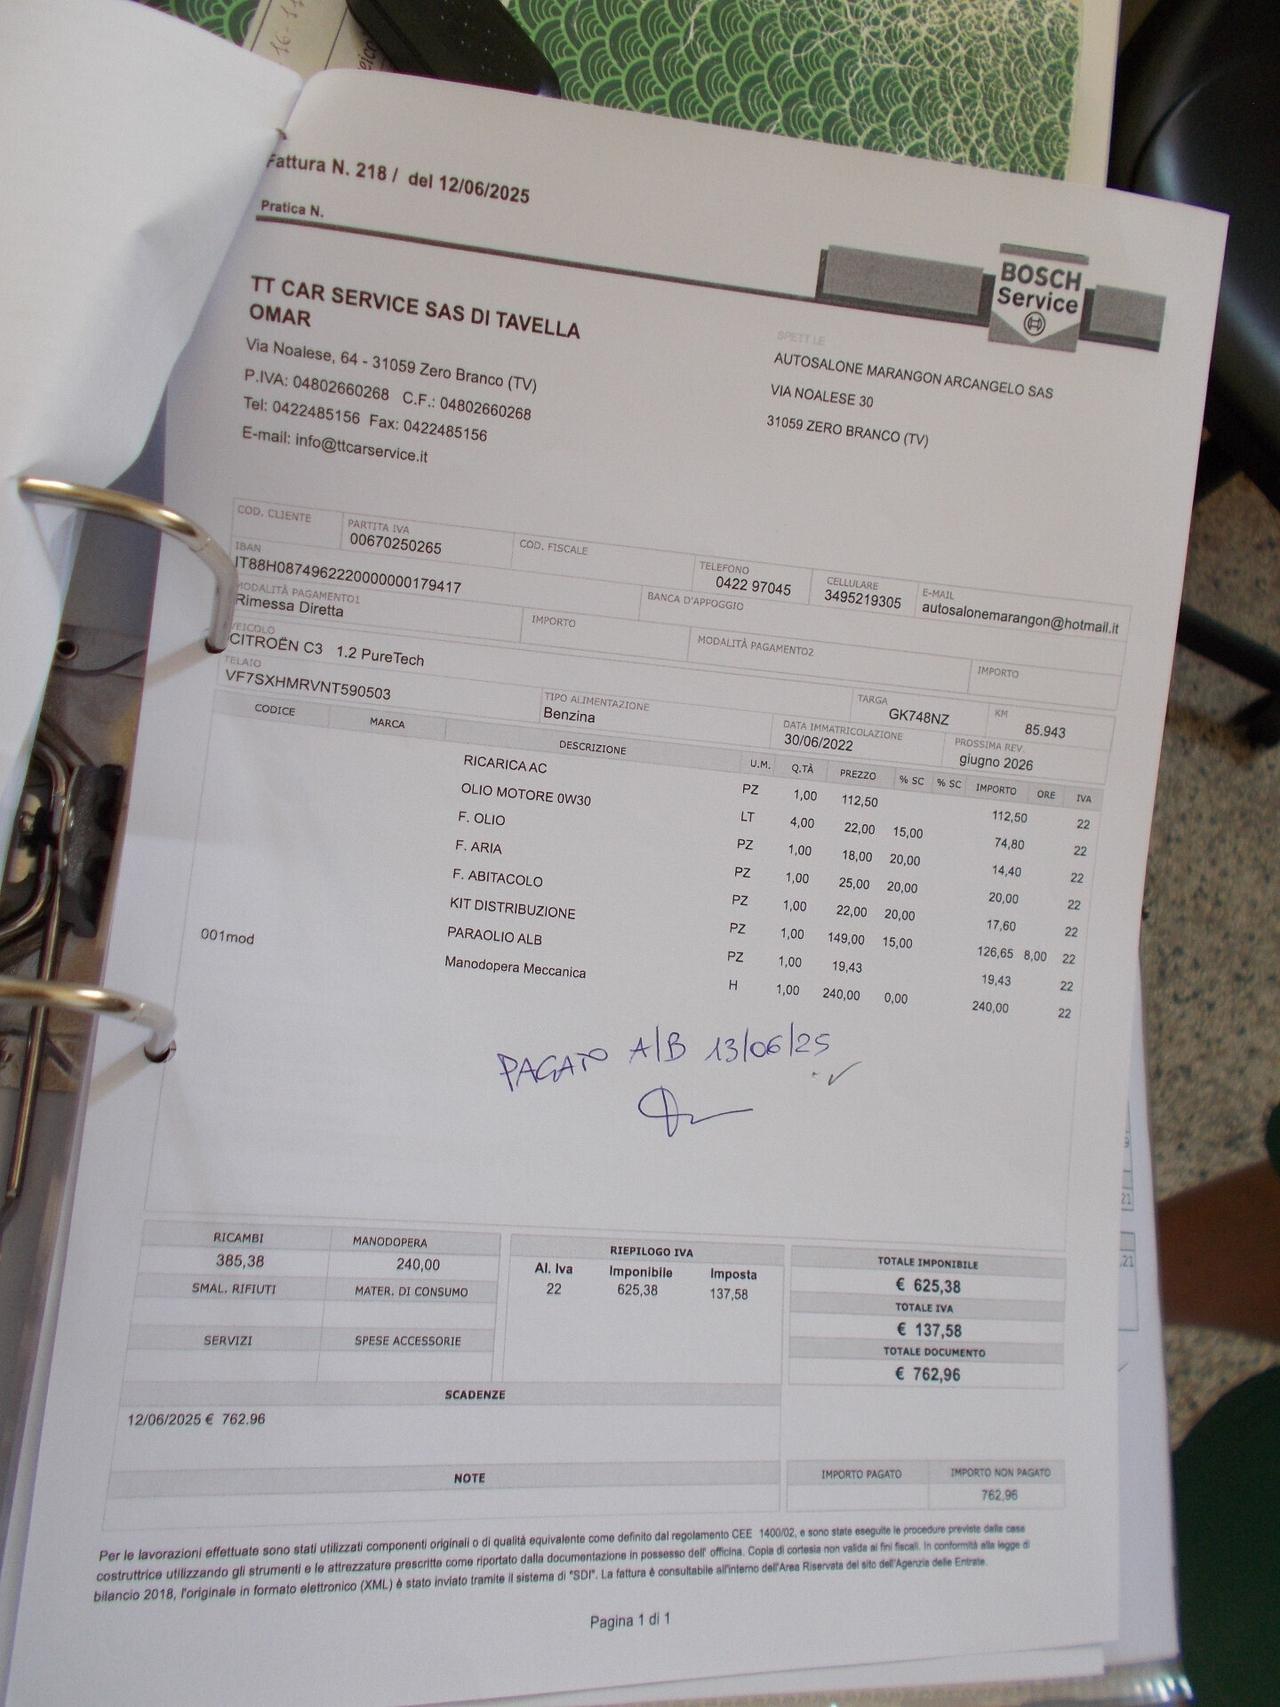 16-1
Fattura N. 218 / del 12/06/2025
Pratica N.
BOSCH
Service
TT CAR SERVICE SAS DI TAVELLA
OMAR
Via Noalese, 64 - 31059 Zero Branco (TV)
P.IVA: 04802660268 C.F.: 04802660268
Tel: 0422485156 Fax: 0422485156
E-mail: info@ttcarservice.it
SPETT.LE
AUTOSALONE MARANGON ARCANGELO SAS
VIA NOALESE 30
31059 ZERO BRANCO (TV)
COD. CLIENTE
PARTITA IVA
00670250265
COD. FISCALE
TELEFONO
0422 97045
CELLULARE
3495219305
E-MAIL
autosalonemarangon@hotmail.it
IBAN
IT88H0874962220000000179417
BANCA D'APPOGGIO
MODALITÀ PAGAMENTO1
Rimessa Diretta
IMPORTO
MODALITÀ PAGAMENTO2
IMPORTO
VEICOLO
CITROËN C3 1.2 PureTech
TARGA
GK748NZ
KM
85.943
TELAIO
VF7SXHMRVNT590503
TIPO ALIMENTAZIONE
Benzina
DATA IMMATRICOLAZIONE
30/06/2022
PROSSIMA REV.
giugno 2026
CODICE MARCA DESCRIZIONE U.M. Q.TÀ PREZZO % SC % SC IMPORTO ORE IVA
RICARICA AC PZ 1,00 112,50 112,50 22
OLIO MOTORE 0W30 LT 4,00 22,00 15,00 74,80 22
F. OLIO PZ 1,00 18,00 20,00 14,40 22
F. ARIA PZ 1,00 25,00 20,00 20,00 22
F. ABITACOLO PZ 1,00 22,00 20,00 17,60 22
KIT DISTRIBUZIONE PZ 1,00 149,00 15,00 126,65 8,00 22
PARAOLIO ALB PZ 1,00 19,43 19,43 22
001mod Manodopera Meccanica H 1,00 240,00 0,00 240,00 22
PAGATO A/B 13/06/25
RICAMBI MANODOPERA
385,38 240,00
SMAL. RIFIUTI MATER. DI CONSUMO
SERVIZI SPESE ACCESSORIE
RIEPILOGO IVA
Al. Iva Imponibile Imposta
22 625,38 137,58
TOTALE IMPONIBILE
€ 625,38
TOTALE IVA
€ 137,58
TOTALE DOCUMENTO
€ 762,96
SCADENZE
12/06/2025 € 762.96
NOTE
IMPORTO PAGATO IMPORTO NON PAGATO
762,96
Per le lavorazioni effettuate sono stati utilizzati componenti originali o di qualità equivalente come definito dal regolamento CEE 1400/02, e sono state eseguite le procedure previste dalla casa
costruttrice utilizzando gli strumenti e le attrezzature prescritte come riportato dalla documentazione in possesso dell' officina. Copia di cortesia non valida ai fini fiscali. In conformità alla legge di
bilancio 2018, l'originale in formato elettronico (XML) è stato inviato tramite il sistema di "SDI". La fattura è consultabile all'interno dell'Area Riservata del sito dell'Agenzia delle Entrate.
Pagina 1 di 1